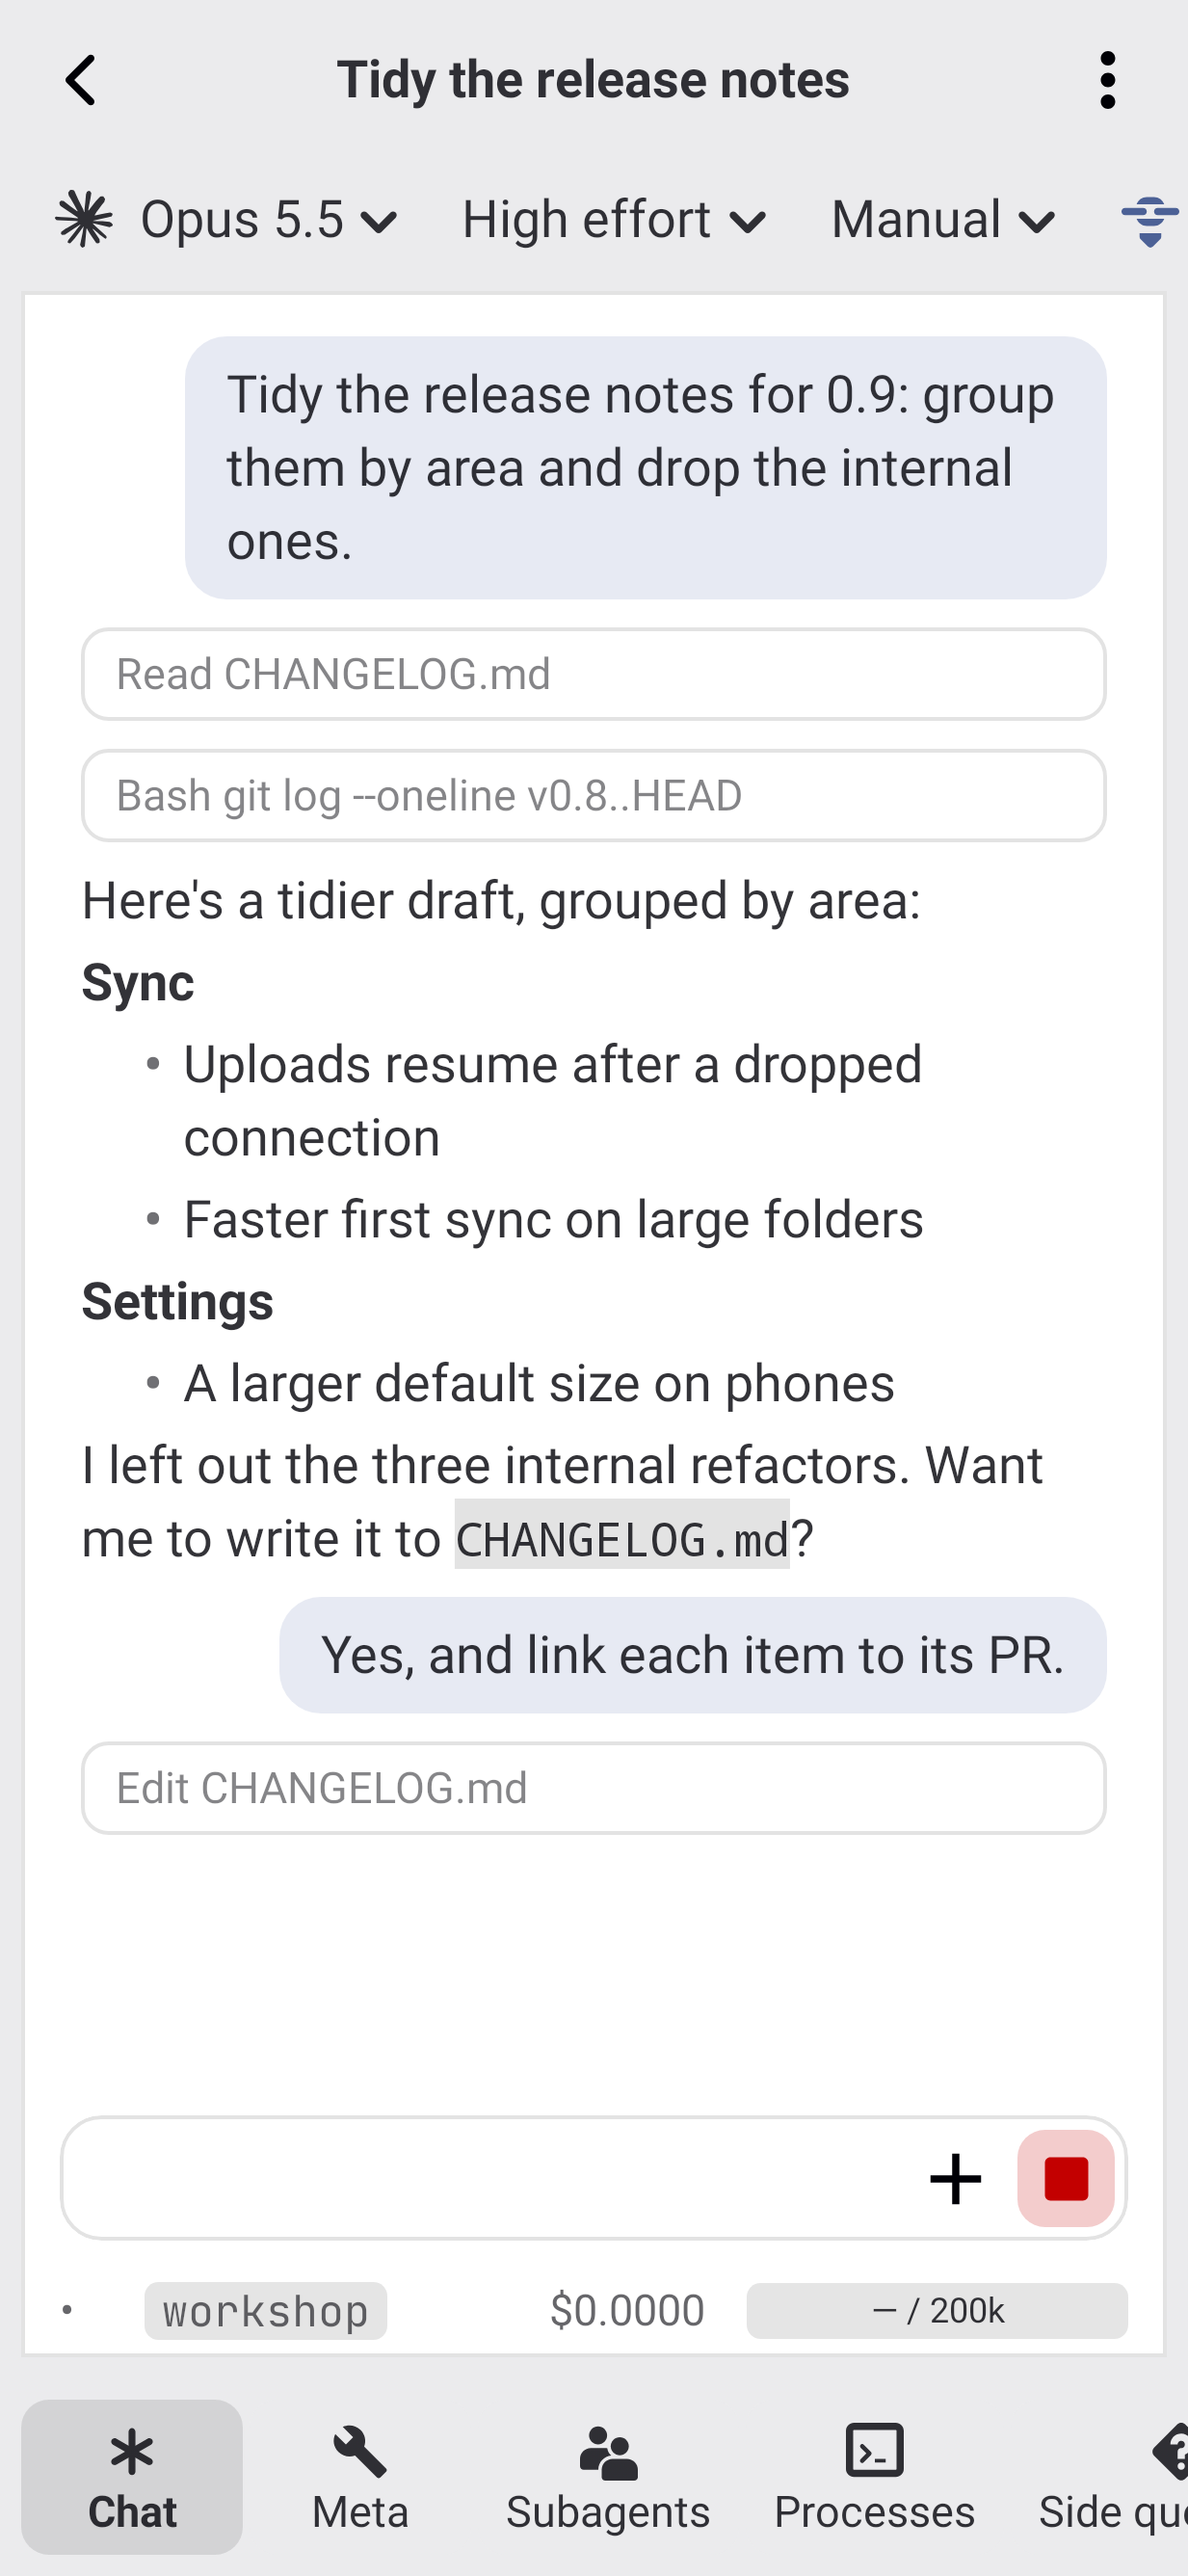 Tidy the release notes
Opus 5.5 High effort Manual
Tidy the release notes for 0.9: group
them by area and drop the internal
ones.
Read CHANGELOG.md
Bash git log --oneline v0.8..HEAD
Here's a tidier draft, grouped by area:
Sync
• Uploads resume after a dropped
connection
• Faster first sync on large folders
Settings
• A larger default size on phones
I left out the three internal refactors. Want
me to write it to CHANGELOG.md?
Yes, and link each item to its PR.
Edit CHANGELOG.md
• workshop $0.0000 — / 200k
Chat Meta Subagents Processes Side